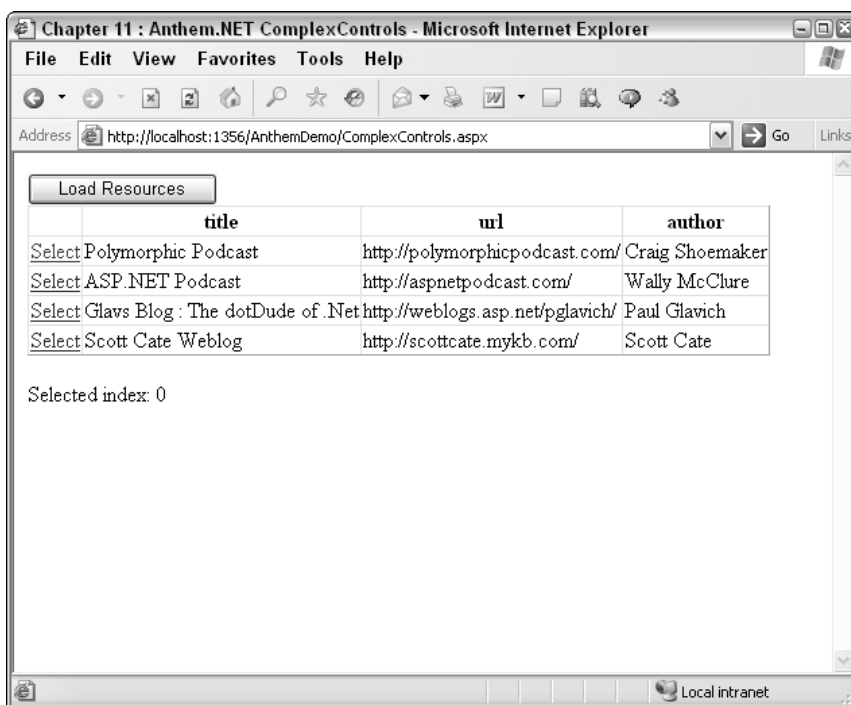 Chapter 11 : Anthem.NET ComplexControls - Microsoft Internet Explorer
File Edit View Favorites Tools Help
Address http://localhost:1356/AnthemDemo/ComplexControls.aspx Go Links
Load Resources
title url author
Select Polymorphic Podcast http://polymorphicpodcast.com/ Craig Shoemaker
Select ASP.NET Podcast http://aspnetpodcast.com/ Wally McClure
Select Glavs Blog : The dotDude of .Net http://weblogs.asp.net/pglavich/ Paul Glavich
Select Scott Cate Weblog http://scottcate.mykb.com/ Scott Cate
Selected index: 0
Local intranet